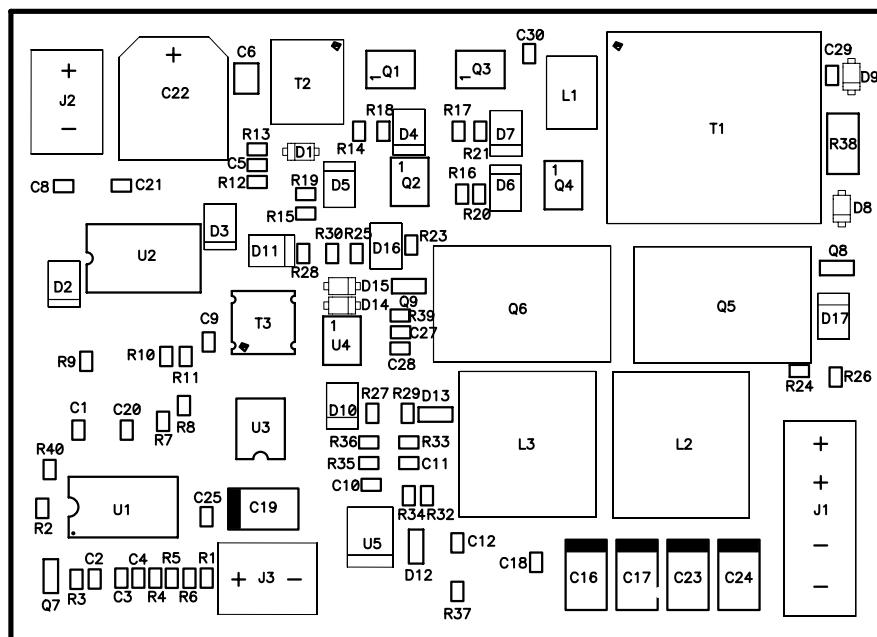 C6
C30
C29
D9
J2
C22
T2
Q1
1
Q3
1
L1
T1
R38
R13
C5
R12
D1
R18
R14
D4
R17
R21
D7
C8
C21
R19
R15
D5
1
Q2
R16
R20
D6
1
Q4
D8
U2
D3
D11
R28
R30
R25
D16
R23
Q8
D2
D15
D14
Q9
R39
C27
C28
Q6
Q5
D17
T3
1
U4
C9
R9
R10
R11
R24
R26
D10
R27
R29
D13
L3
L2
C1
C20
R7
R8
U3
R36
R33
R35
C11
C10
R34
R32
R40
R2
U1
C25
C19
U5
D12
C12
C18
R37
C16
C17
C23
C24
J1
Q7
R3
C2
C3
C4
R4
R5
R6
R1
J3